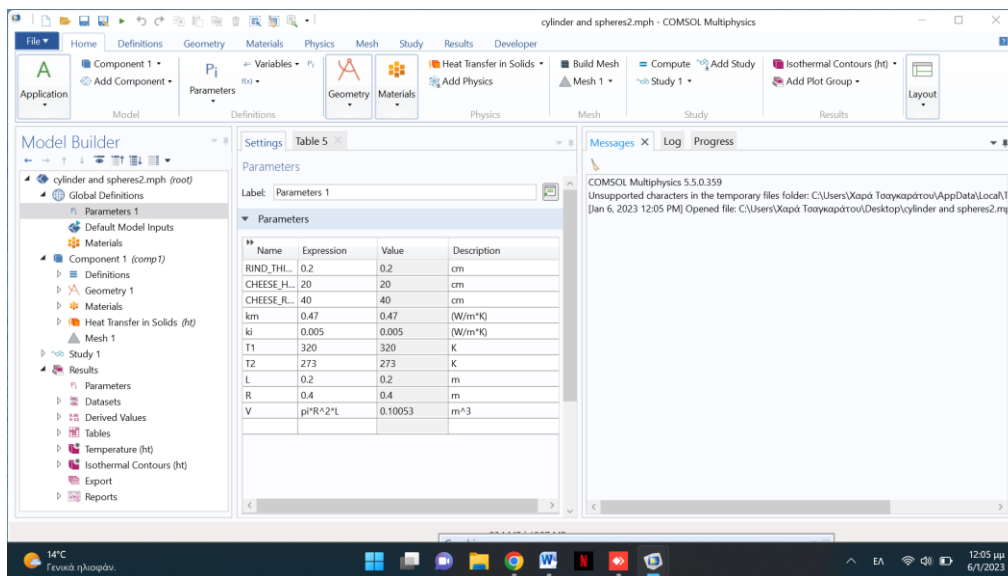 cylinder and spheres2.mph - COMSOL Multiphysics
File Home Definitions Geometry Materials Physics Mesh Study Results Developer
A Application
Component 1
Add Component
Model
Pi Parameters
Variables Pi
f(x)
Definitions
Geometry
Materials
Heat Transfer in Solids
Add Physics
Physics
Build Mesh
Mesh 1
Mesh
Compute Add Study
Study 1
Study
Isothermal Contours (ht)
Add Plot Group
Results
Layout
Model Builder
cylinder and spheres2.mph (root)
Global Definitions
Pi Parameters 1
Default Model Inputs
Materials
Component 1 (comp1)
Definitions
Geometry 1
Materials
Heat Transfer in Solids (ht)
Mesh 1
Study 1
Results
Pi Parameters
Datasets
Derived Values
Tables
Temperature (ht)
Isothermal Contours (ht)
Export
Reports
Settings Table 5
Parameters
Label: Parameters 1
Parameters
Name Expression Value Description
RIND_THI... 0.2 0.2 cm
CHEESE_H... 20 20 cm
CHEESE_R... 40 40 cm
km 0.47 0.47 (W/m*K)
ki 0.005 0.005 (W/m*K)
T1 320 320 K
T2 273 273 K
L 0.2 0.2 m
R 0.4 0.4 m
V pi*R^2*L 0.10053 m^3
Messages Log Progress
COMSOL Multiphysics 5.5.0.359
Unsupported characters in the temporary files folder: C:\Users\Χαρά Τσαγκαράτου\AppData\Local\T
[Jan 6, 2023 12:05 PM] Opened file: C:\Users\Χαρά Τσαγκαράτου\Desktop\cylinder and spheres2.m
14°C
Γενικά ηλιοφάν.
W
N
ΕΛ
12:05 μμ
6/1/2023